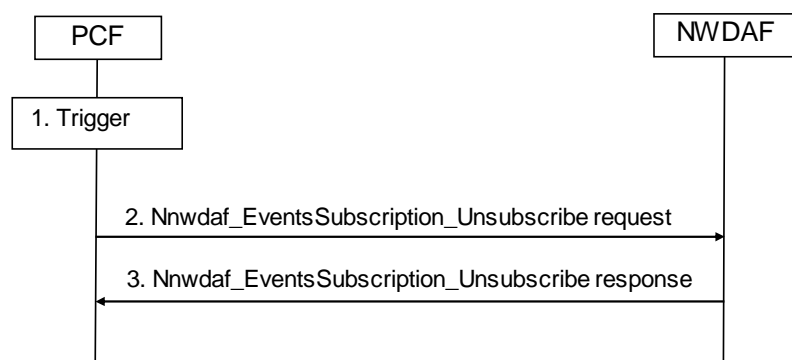 PCF
NWDAF
1. Trigger
2. Nnwdaf_EventsSubscription_Unsubscribe request
3. Nnwdaf_EventsSubscription_Unsubscribe response